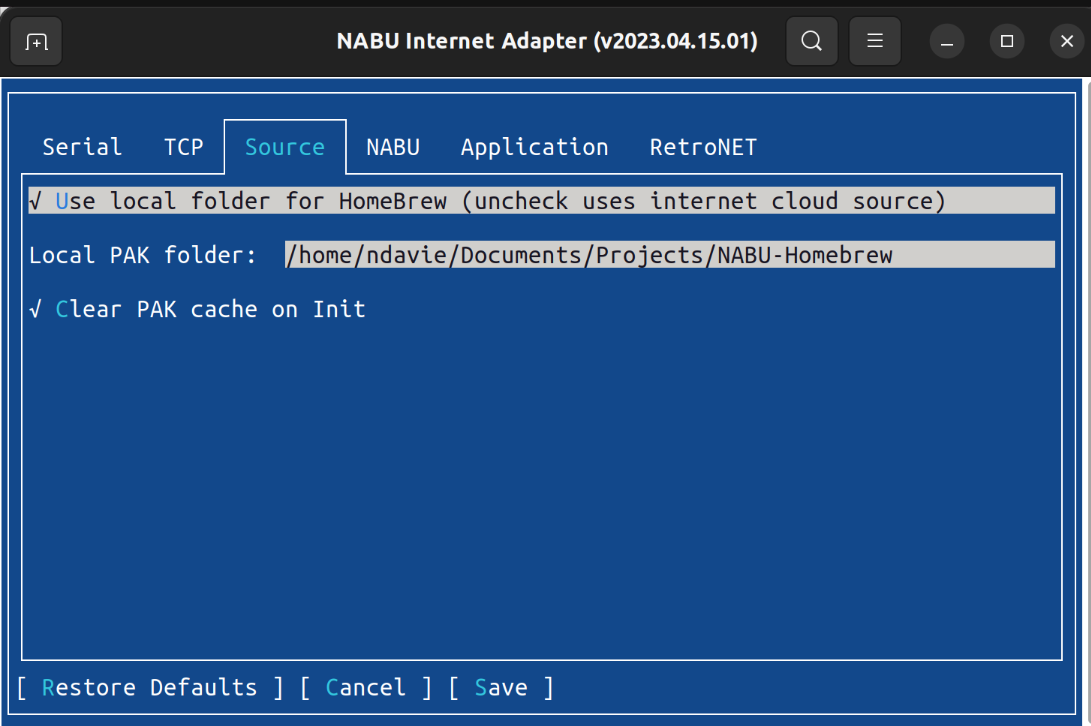 NABU Internet Adapter (v2023.04.15.01)
Serial TCP Source NABU Application RetroNET
√ Use local folder for HomeBrew (uncheck uses internet cloud source)
Local PAK folder: /home/ndavie/Documents/Projects/NABU-Homebrew
√ Clear PAK cache on Init
[ Restore Defaults ] [ Cancel ] [ Save ]